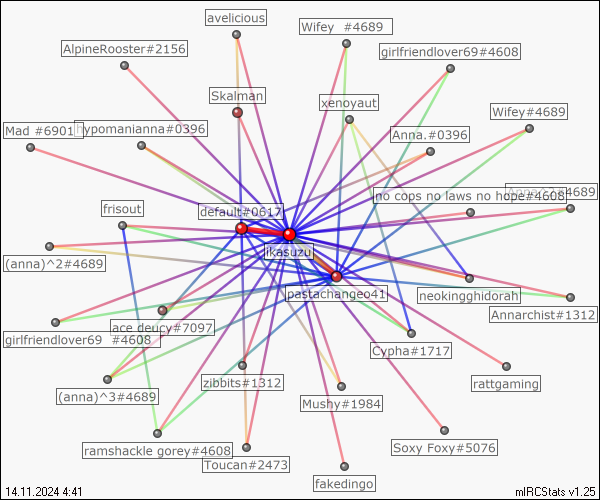 avelicious
Wifey  #4689
AlpineRooster#2156
girlfriendlover69#4608
Skalman
xenoyaut
Wifey#4689
Mad #6901
hypomanianna#0396
Anna.#0396
no cops no laws no hope#4608
#4689
frisout
default#0617
ikasuzu
(anna)^2#4689
pastachangeo41
neokingghidorah
Annarchist#1312
girlfriendlover69  #4608
ace deucy#7097
Cypha#1717
rattgaming
zibbits#1312
(anna)^3#4689
Mushy#1984
ramshackle gorey#4608
Toucan#2473
Soxy Foxy#5076
fakedingo
14.11.2024 4:41
mIRCStats v1.25